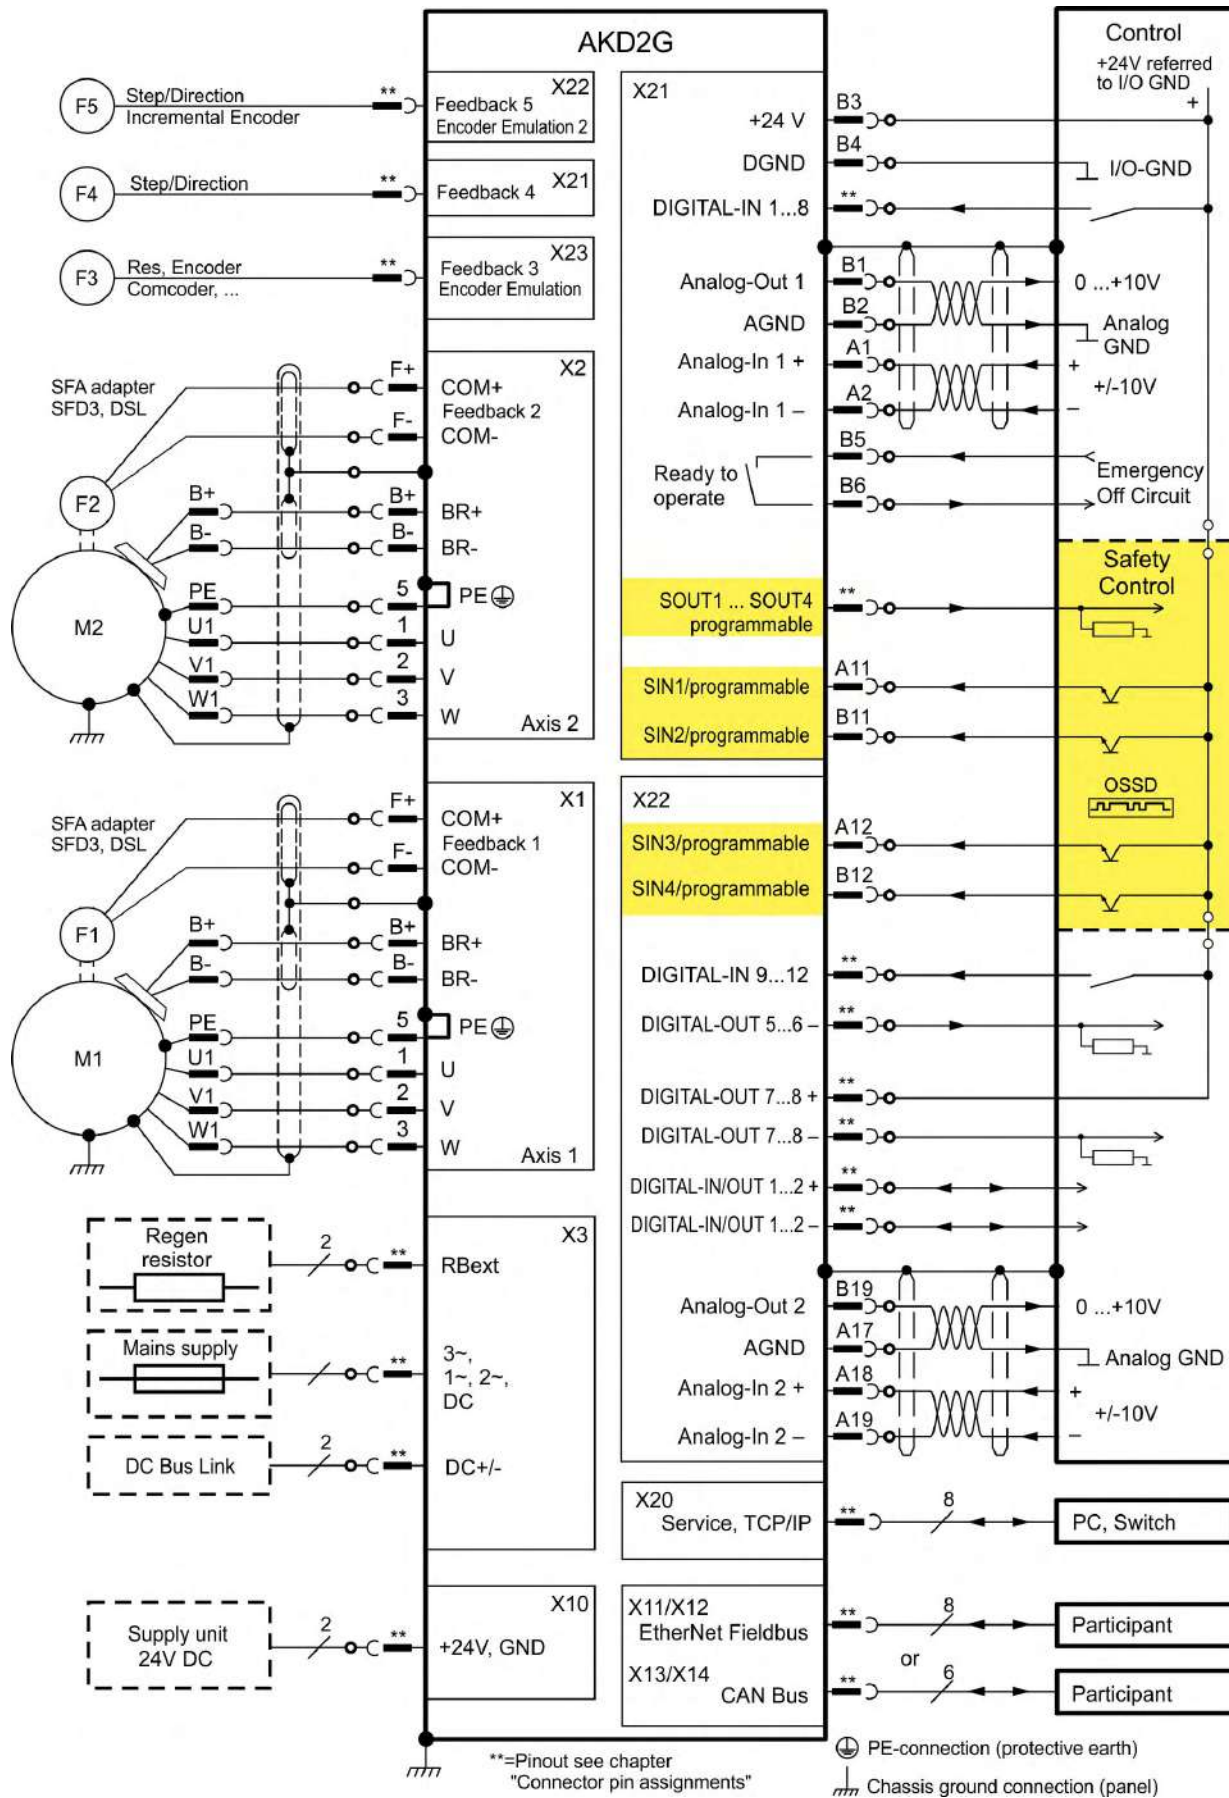 AKD2G
Control
+24V referred
to I/O GND
+
F5
Step/Direction
Incremental Encoder
**
X22
Feedback 5
Encoder Emulation 2
F4
Step/Direction
**
X21
Feedback 4
F3
Res, Encoder
Comcoder, ...
**
X23
Feedback 3
Encoder Emulation
SFA adapter
SFD3, DSL
F2
M2
B+
B-
PE
U1
V1
W1
F+
F-
B+
B-
5
1
2
3
X2
COM+
Feedback 2
COM-
BR+
BR-
PE
U
V
W
Axis 2
SFA adapter
SFD3, DSL
F1
M1
B+
B-
PE
U1
V1
W1
F+
F-
B+
B-
5
1
2
3
X1
COM+
Feedback 1
COM-
BR+
BR-
PE
U
V
W
Axis 1
Regen
resistor
2
**
X3
RBext
Mains supply
**
3~,
1~, 2~,
DC
DC Bus Link
2
**
DC+/-
Supply unit
24V DC
2
**
X10
+24V, GND
X21
+24 V
B3
DGND
B4
I/O-GND
DIGITAL-IN 1...8
**
Analog-Out 1
B1
0 ...+10V
AGND
B2
Analog
GND
Analog-In 1 +
A1
+
+/-10V
Analog-In 1 –
A2
–
Ready to
operate
B5
B6
Emergency
Off Circuit
Safety
Control
SOUT1 ... SOUT4
programmable
**
SIN1/programmable
A11
SIN2/programmable
B11
OSSD
X22
SIN3/programmable
A12
SIN4/programmable
B12
DIGITAL-IN 9...12
**
DIGITAL-OUT 5...6 –
**
DIGITAL-OUT 7...8 +
**
DIGITAL-OUT 7...8 –
**
DIGITAL-IN/OUT 1...2 +
**
DIGITAL-IN/OUT 1...2 –
**
Analog-Out 2
B19
0 ...+10V
AGND
A17
Analog GND
Analog-In 2 +
A18
+
+/-10V
Analog-In 2 –
A19
–
X20
Service, TCP/IP
**
8
PC, Switch
X11/X12
EtherNet Fieldbus
**
8
Participant
or
X13/X14
CAN Bus
**
6
Participant
**=Pinout see chapter
"Connector pin assignments"
PE-connection (protective earth)
Chassis ground connection (panel)